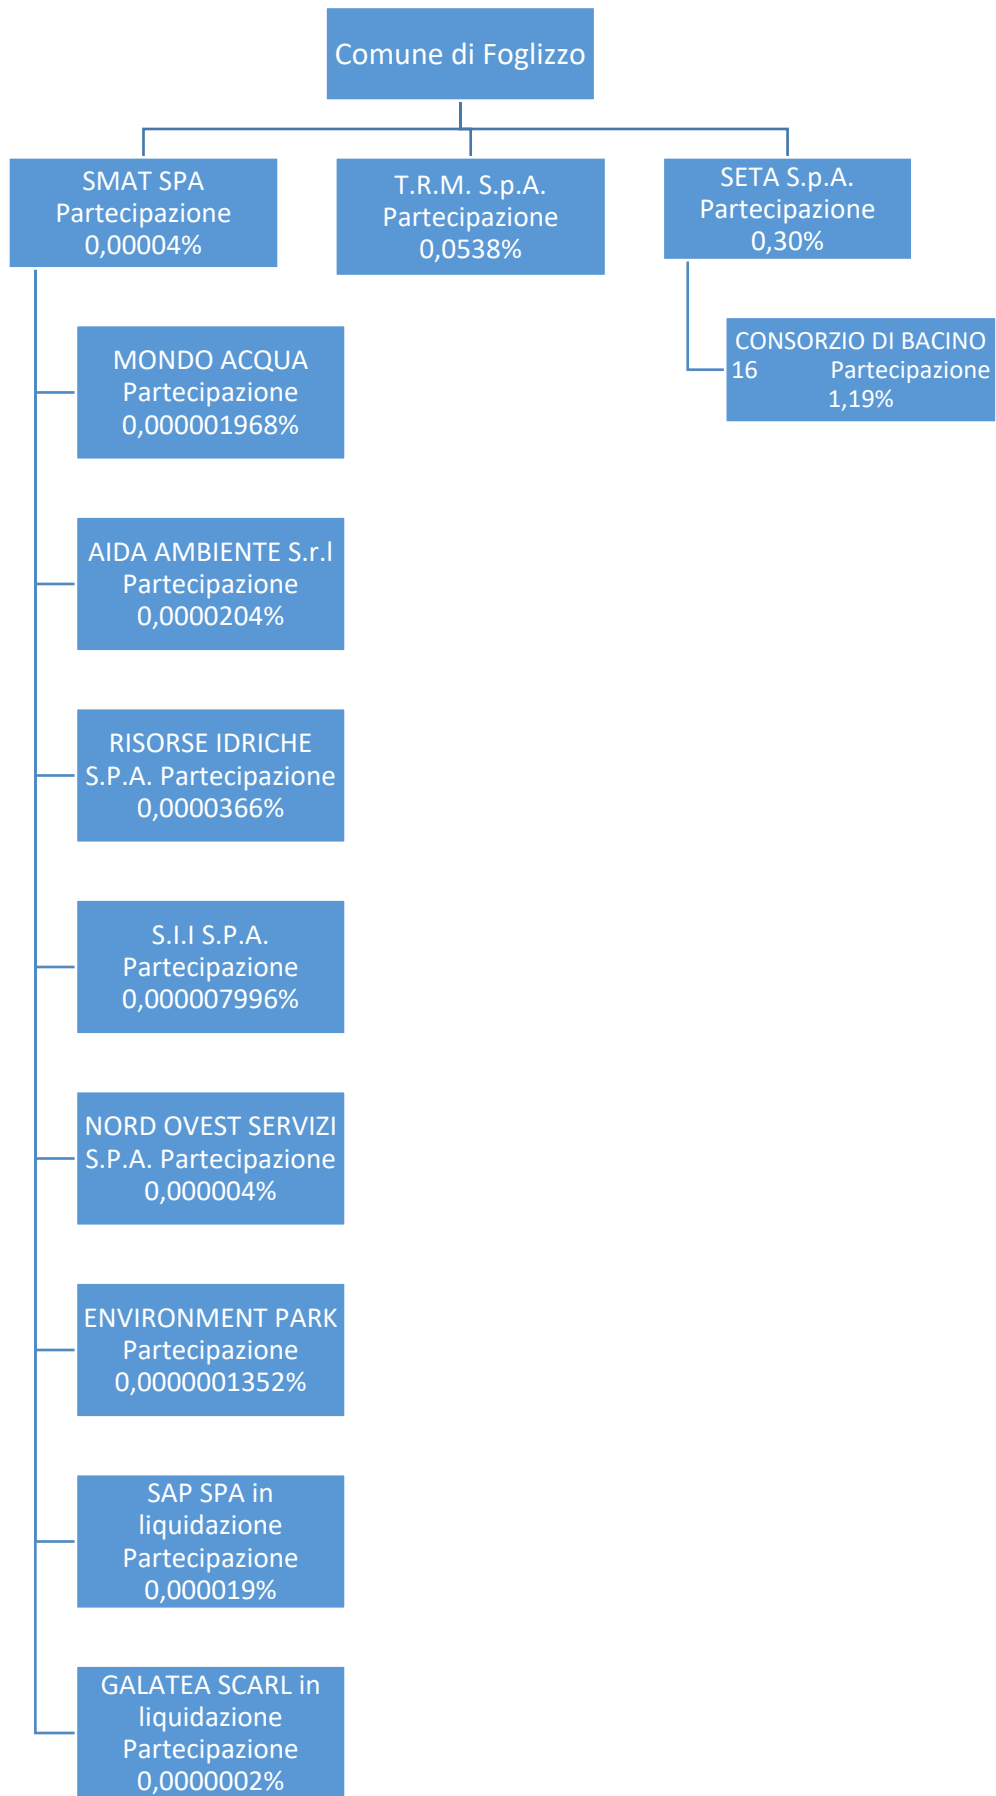 Comune di Foglizzo
SMAT SPA
Partecipazione
0,00004%
T.R.M. S.p.A.
Partecipazione
0,0538%
SETA S.p.A.
Partecipazione
0,30%
CONSORZIO DI BACINO
16 Partecipazione
1,19%
MONDO ACQUA
Partecipazione
0,000001968%
AIDA AMBIENTE S.r.l
Partecipazione
0,0000204%
RISORSE IDRICHE
S.P.A. Partecipazione
0,0000366%
S.I.I S.P.A.
Partecipazione
0,000007996%
NORD OVEST SERVIZI
S.P.A. Partecipazione
0,000004%
ENVIRONMENT PARK
Partecipazione
0,0000001352%
SAP SPA in
liquidazione
Partecipazione
0,000019%
GALATEA SCARL in
liquidazione
Partecipazione
0,0000002%